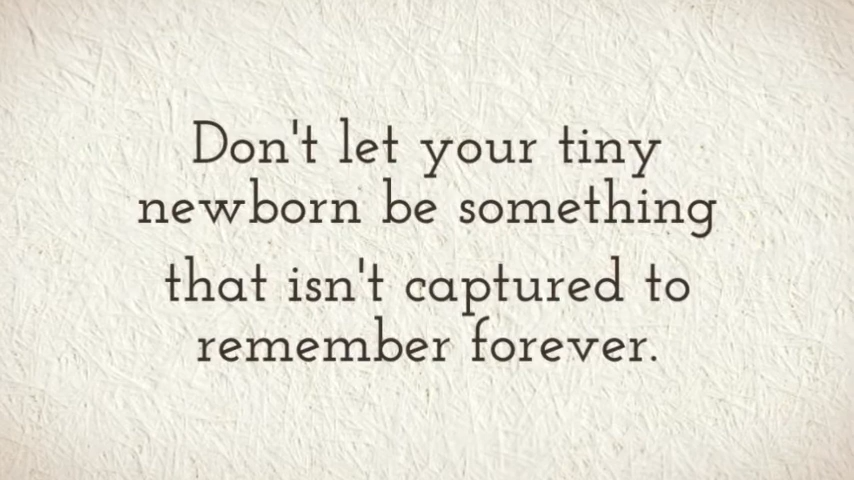 Don't let your tiny
newborn be something
that isn't captured to
remember forever.